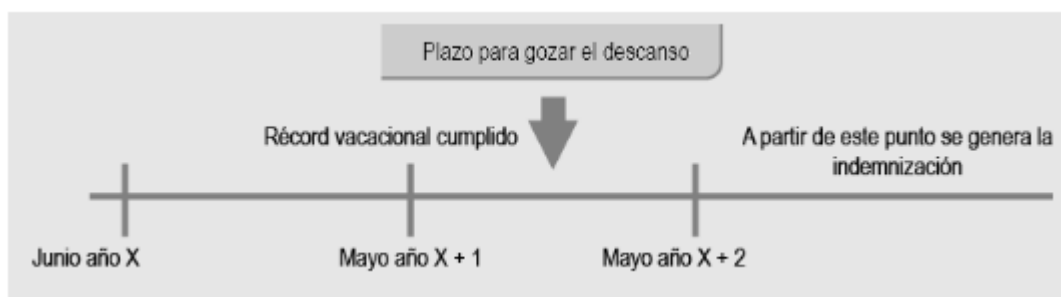 Plazo para gozar el descanso
Récord vacacional cumplido
A partir de este punto se genera la
indemnización
Junio año X
Mayo año X + 1
Mayo año X + 2